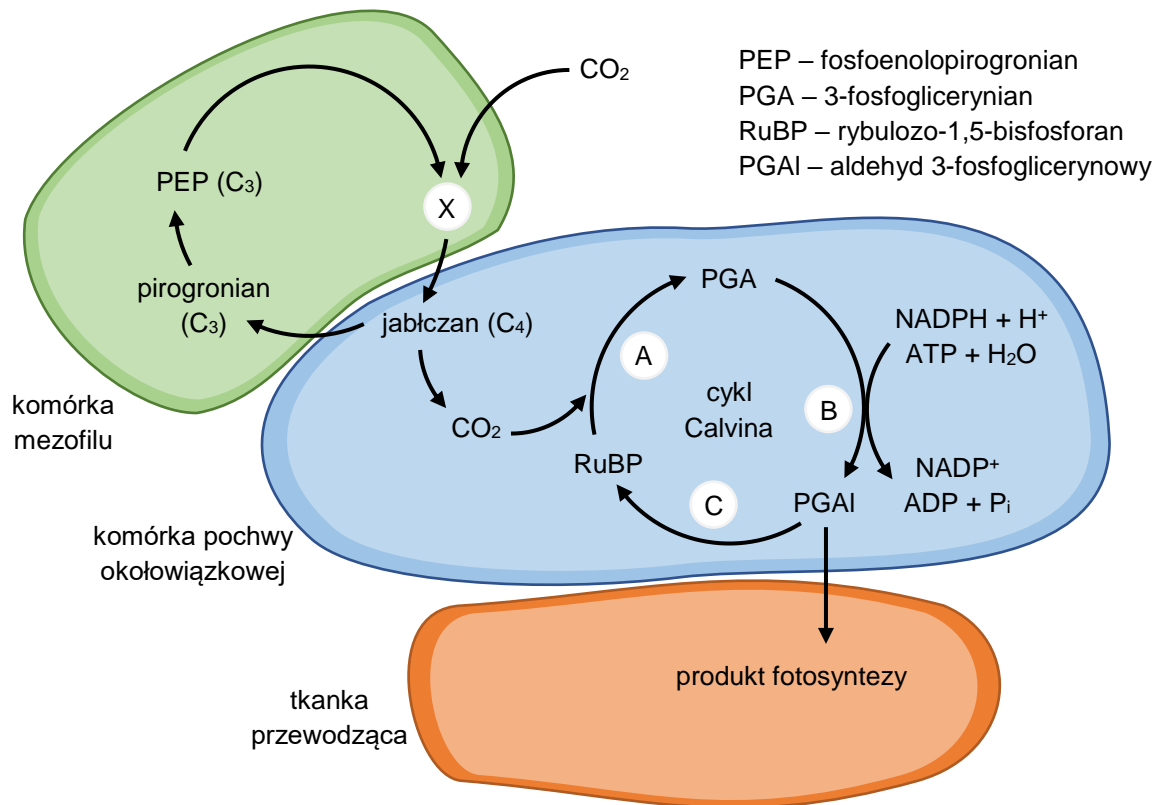 CO₂
PEP – fosfoenolopirogronian
PGA – 3-fosfoglicerynian
RuBP – rybulozo-1,5-bisfosforan
PGAl – aldehyd 3-fosfoglicerynowy
PEP (C₃)
X
pirogronian
(C₃)
jabłczan (C₄)
PGA
NADPH + H⁺
ATP + H₂O
A
cykl
Calvina
B
komórka
mezofilu
CO₂
RuBP
NADP⁺
ADP + Pᵢ
C
PGAl
komórka pochwy
okołowiązkowej
produkt fotosyntezy
tkanka
przewodząca